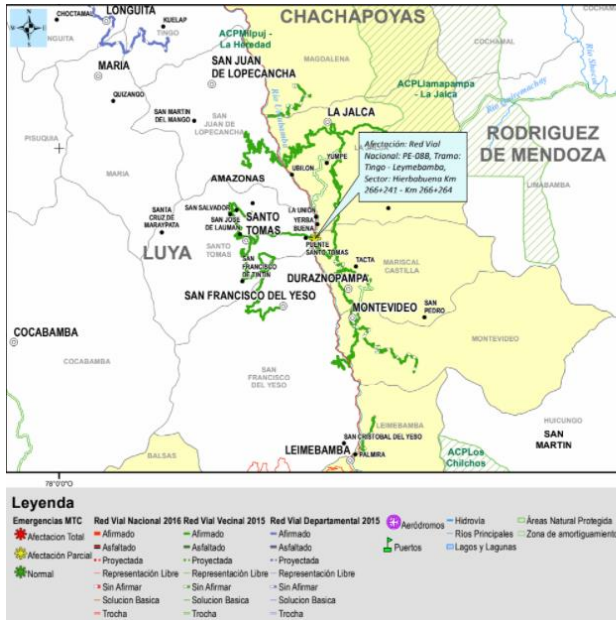 CHOCTAMAL
LONGUITA
KUELAP
TINGO
ONGUITA
CHACHAPOYAS
COCHAMAL
ACPMilpuj -
La Heredad
MAGDALENA
MARIA
SAN JUAN
DE LOPECANCHA
QUIZANGO
SAN MARTIN
DEL MANGO
SAN
JUAN DE
LOPECANCHA
LA JALCA
ACPLlamapampa
- La Jalca
RODRIGUEZ
DE MENDOZA
PISUQUIA
MARIA
LIMABAMBA
Afectación: Red Vial
Nacional: PE-08B, Tramo:
Tingo - Leymebamba,
Sector: Hierbabuena Km
266+241 - Km 266+264
UBILON
YUMPE
AMAZONAS
SANTA
CRUZ DE
MARAYPATA
SAN SALVADOR
SAN JOSE
DE LAUMAN
SANTO
TOMAS
LA UNION
YERBA
BUENA
PUENTE
SANTO TOMAS
SANTO
TOMAS
LUYA
TACTA
MARISCAL
CASTILLA
SAN
FRANCISCO
DE TINTIN
DURAZNOPAMPA
SAN FRANCISCO DEL YESO
MONTEVIDEO
SAN
PEDRO
COCABAMBA
COCABAMBA
MONTEVIDEO
SAN
FRANCISCO
DEL YESO
LEIMEBAMBA
HUICUNGO
SAN
MARTIN
SAN CRISTOBAL DEL YESO
LEIMEBAMBA
PALMIRA
BALSAS
ACPLos
Chilchos
78°0'0"O
Leyenda
Emergencias MTC
Afectacion Total
Afectación Parcial
Normal
Red Vial Nacional 2016
Afirmado
Asfaltado
Proyectada
Representación Libre
Sin Afirmar
Solucion Basica
Trocha
Red Vial Vecinal 2015
Afirmado
Asfaltado
Proyectada
Representación Libre
Sin Afirmar
Solucion Basica
Trocha
Red Vial Departamental 2015
Afirmado
Asfaltado
Proyectada
Representación Libre
Sin Afirmar
Solucion Basica
Trocha
Aeródromos
Puertos
Hidrovia
Ríos Principales
Lagos y Lagunas
Àreas Natural Protegida
Zona de amortiguamiento